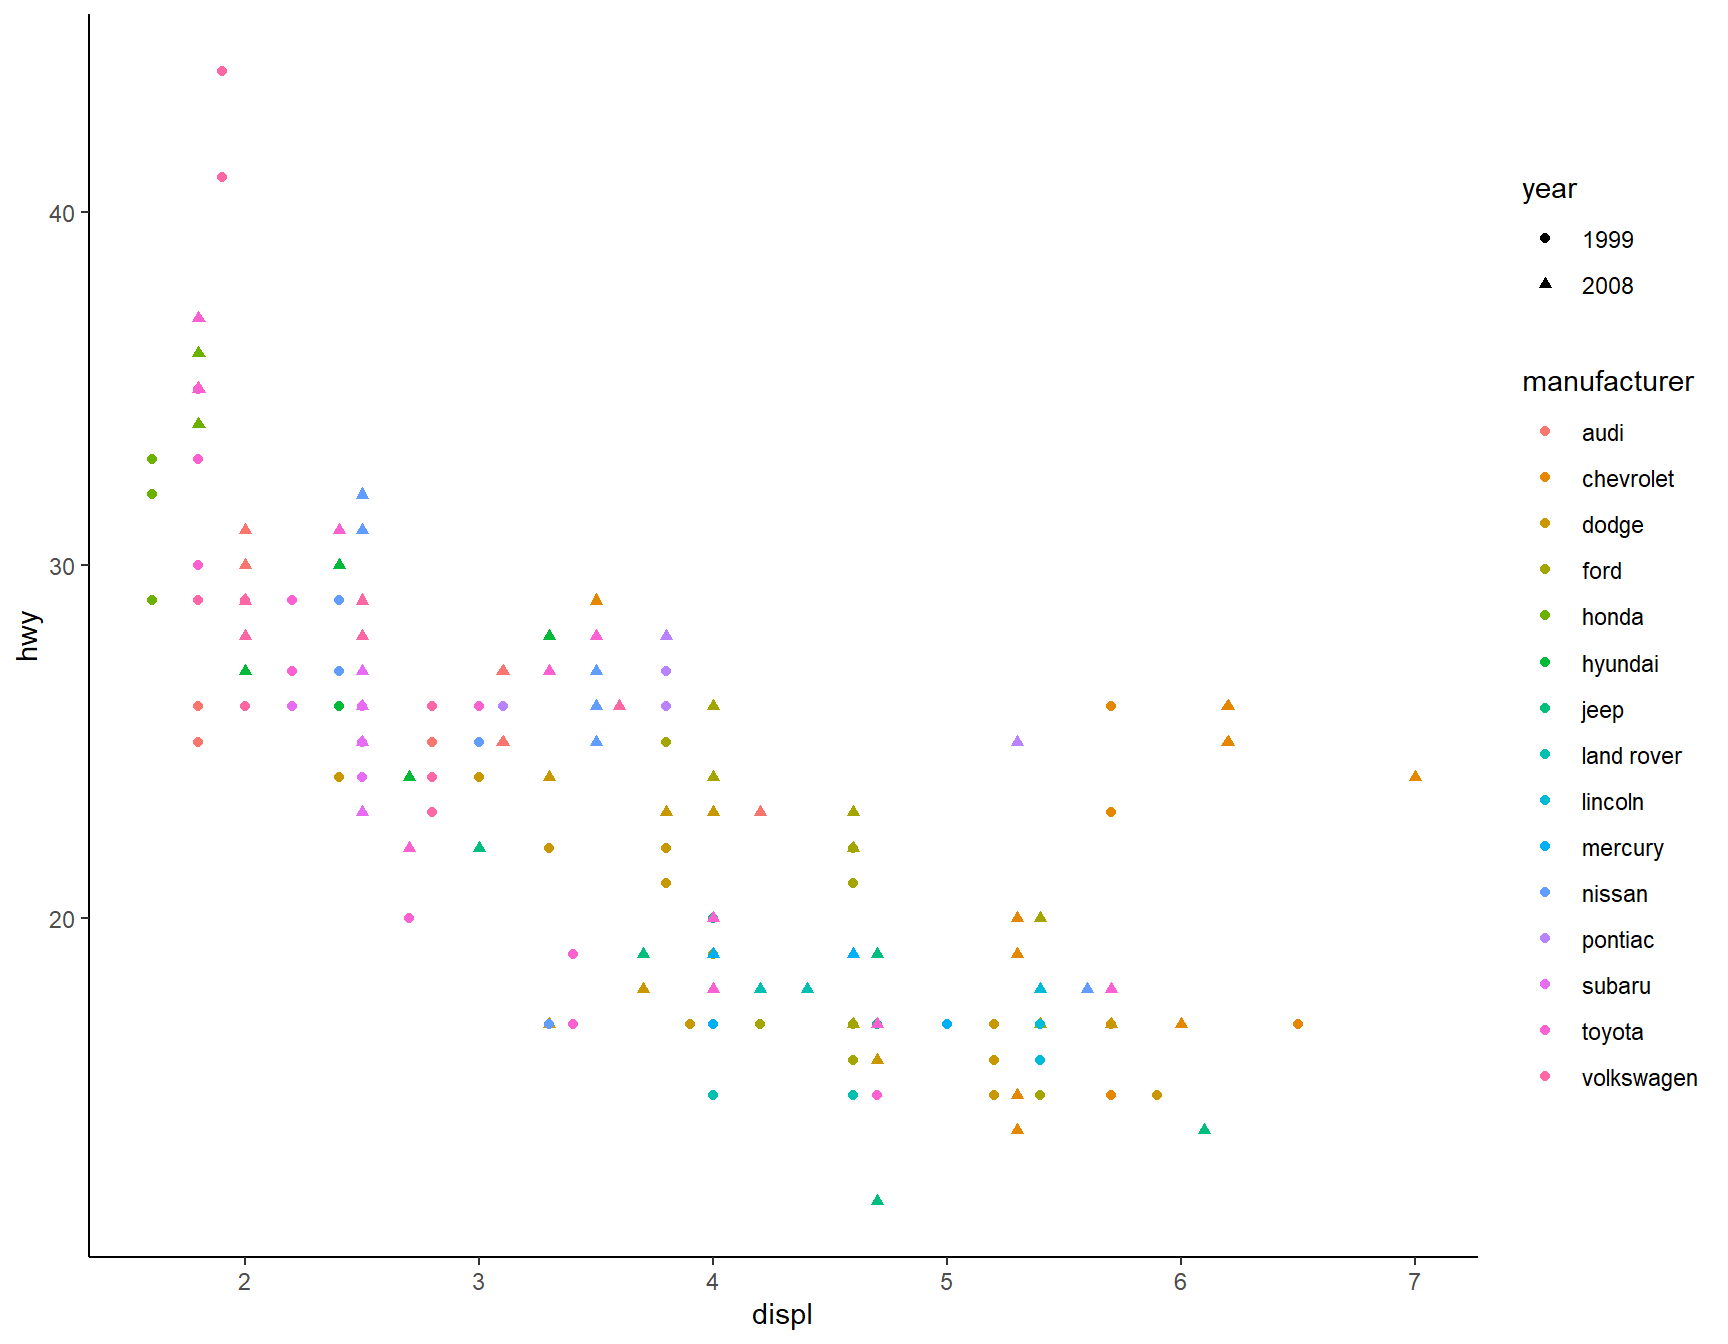 hwy
40
30
20
2 3 4 5 6 7
displ
year
1999
2008
manufacturer
audi
chevrolet
dodge
ford
honda
hyundai
jeep
land rover
lincoln
mercury
nissan
pontiac
subaru
toyota
volkswagen